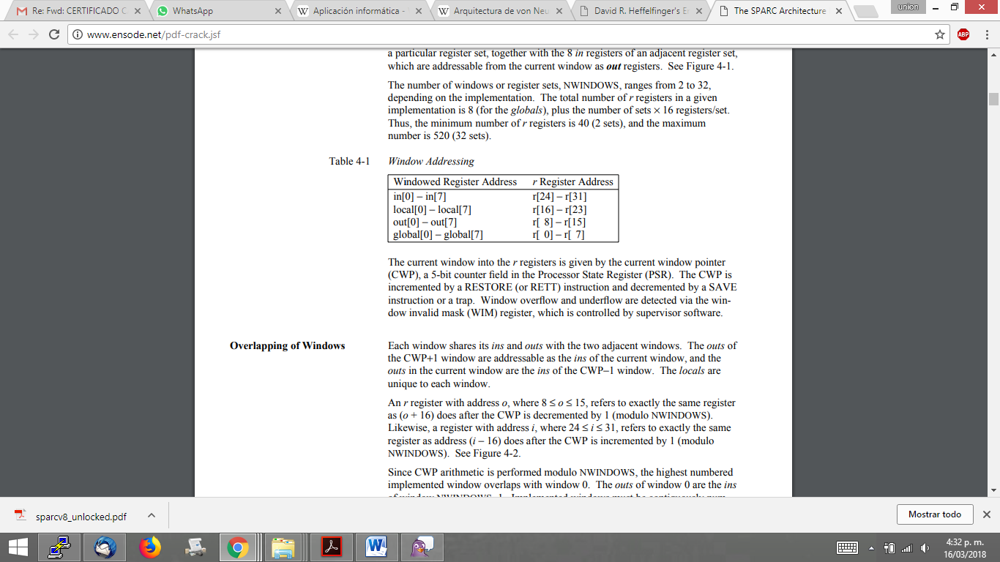 Re: Fwd: CERTIFICADO C
WhatsApp
Aplicación informática -
Arquitectura de von Neu
David R. Heffelfinger's E
The SPARC Architecture
union
www.ensode.net/pdf-crack.jsf
ABP
a particular register set, together with the 8 in registers of an adjacent register set,
which are addressable from the current window as out registers. See Figure 4-1.
The number of windows or register sets, NWINDOWS, ranges from 2 to 32,
depending on the implementation. The total number of r registers in a given
implementation is 8 (for the globals), plus the number of sets × 16 registers/set.
Thus, the minimum number of r registers is 40 (2 sets), and the maximum
number is 520 (32 sets).
Table 4-1 Window Addressing
Windowed Register Address r Register Address
in[0] – in[7] r[24] – r[31]
local[0] – local[7] r[16] – r[23]
out[0] – out[7] r[ 8] – r[15]
global[0] – global[7] r[ 0] – r[ 7]
The current window into the r registers is given by the current window pointer
(CWP), a 5-bit counter field in the Processor State Register (PSR). The CWP is
incremented by a RESTORE (or RETT) instruction and decremented by a SAVE
instruction or a trap. Window overflow and underflow are detected via the win-
dow invalid mask (WIM) register, which is controlled by supervisor software.
Overlapping of Windows
Each window shares its ins and outs with the two adjacent windows. The outs of
the CWP+1 window are addressable as the ins of the current window, and the
outs in the current window are the ins of the CWP–1 window. The locals are
unique to each window.
An r register with address o, where 8 ≤ o ≤ 15, refers to exactly the same register
as (o + 16) does after the CWP is decremented by 1 (modulo NWINDOWS).
Likewise, a register with address i, where 24 ≤ i ≤ 31, refers to exactly the same
register as address (i – 16) does after the CWP is incremented by 1 (modulo
NWINDOWS). See Figure 4-2.
Since CWP arithmetic is performed modulo NWINDOWS, the highest numbered
implemented window overlaps with window 0. The outs of window 0 are the ins
sparcv8_unlocked.pdf
Mostrar todo
4:32 p. m.
16/03/2018